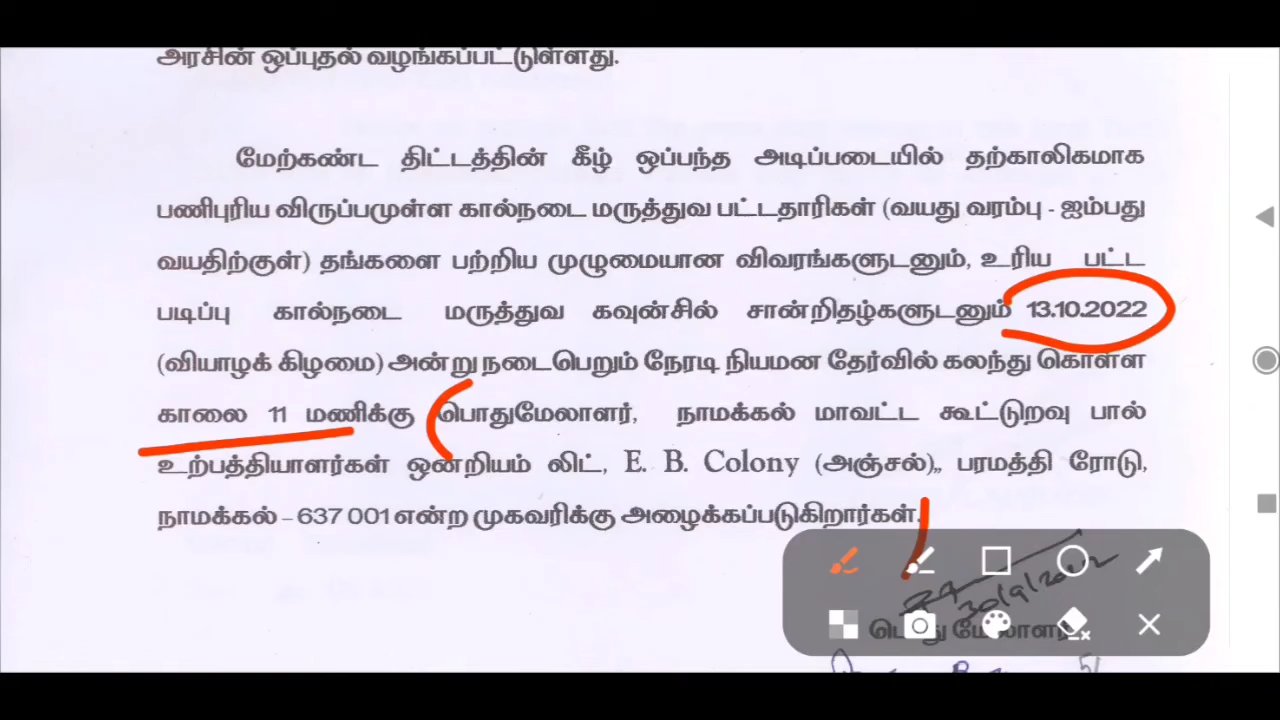 அரசின் ஒப்புதல் வழங்கப்பட்டுள்ளது.
மேற்கண்ட திட்டத்தின் கீழ் ஒப்பந்த அடிப்படையில் தற்காலிகமாக
பணிபுரிய விருப்பமுள்ள கால்நடை மருத்துவ பட்டதாரிகள் (வயது வரம்பு - ஐம்பது
வயதிற்குள்) தங்களை பற்றிய முழுமையான விவரங்களுடனும், உரிய பட்ட
படிப்பு கால்நடை மருத்துவ கவுன்சில் சான்றிதழ்களுடனும் 13.10.2022
(வியாழக் கிழமை) அன்று நடைபெறும் நேரடி நியமன தேர்வில் கலந்து கொள்ள
காலை 11 மணிக்கு பொதுமேலாளர், நாமக்கல் மாவட்ட கூட்டுறவு பால்
உற்பத்தியாளர்கள் ஒன்றியம் லிட், E. B. Colony (அஞ்சல்),, பரமத்தி ரோடு,
நாமக்கல் – 637 001 என்ற முகவரிக்கு அழைக்கப்படுகிறார்கள்.
30/9/2022
பொது மேலாளர்